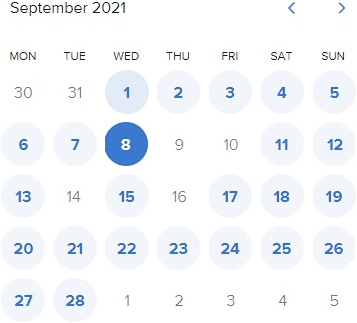 September 2021
MON TUE WED THU FRI SAT SUN
30 31 1 2 3 4 5
6 7 8 9 10 11 12
13 14 15 16 17 18 19
20 21 22 23 24 25 26
27 28 1 2 3 4 5